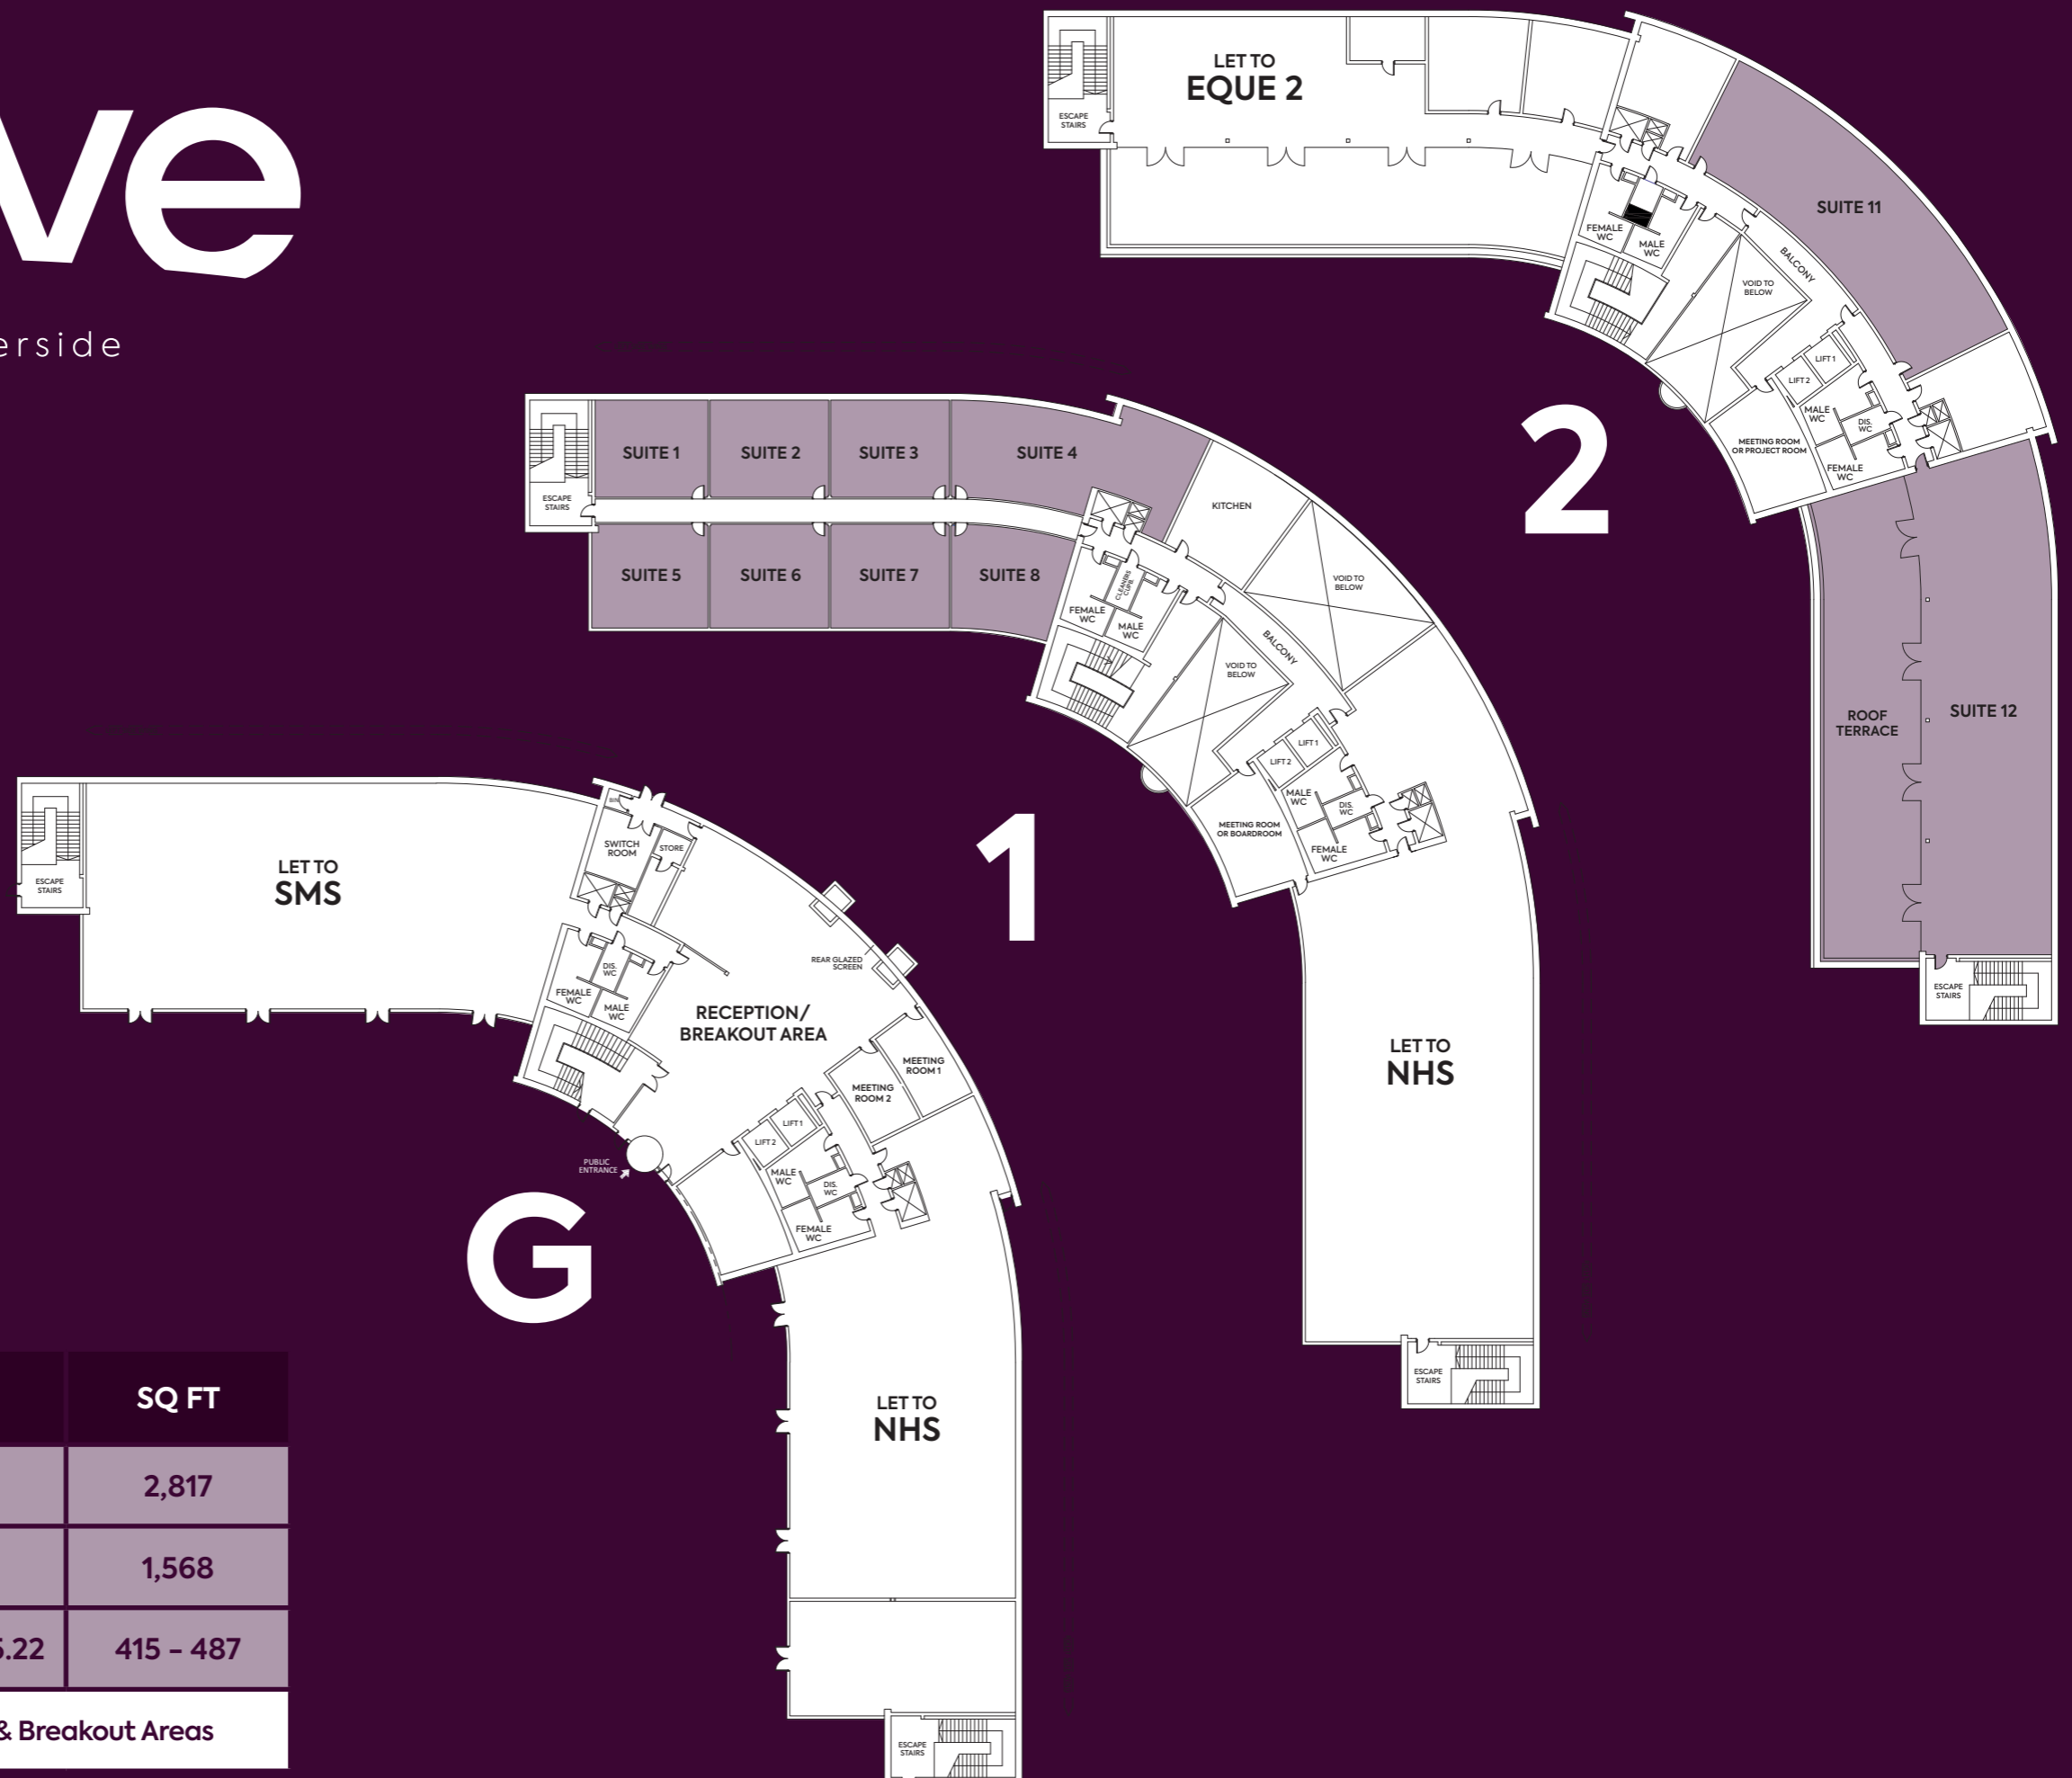 ve
erside
LET TO
EQUE 2
ESCAPE
STAIRS
SUITE 11
FEMALE
WC
MALE
WC
BALCONY
VOID TO
BELOW
LIFT 1
LIFT 2
MALE
WC
DIS.
WC
MEETING ROOM
OR PROJECT ROOM
FEMALE
WC
2
ROOF
TERRACE
SUITE 12
ESCAPE
STAIRS
SUITE 1
SUITE 2
SUITE 3
SUITE 4
ESCAPE
STAIRS
KITCHEN
SUITE 5
SUITE 6
SUITE 7
SUITE 8
CLEANERS
CUPB.
VOID TO
BELOW
FEMALE
WC
MALE
WC
BALCONY
VOID TO
BELOW
LIFT 1
LIFT 2
MALE
WC
DIS.
WC
MEETING ROOM
OR BOARDROOM
FEMALE
WC
1
LET TO
NHS
ESCAPE
STAIRS
BIN
SWITCH
ROOM
STORE
LET TO
SMS
ESCAPE
STAIRS
REAR GLAZED
SCREEN
DIS.
WC
FEMALE
WC
MALE
WC
RECEPTION/
BREAKOUT AREA
MEETING
ROOM 1
MEETING
ROOM 2
LIFT 1
LIFT 2
PUBLIC
ENTRANCE
MALE
WC
DIS.
WC
FEMALE
WC
G
LET TO
NHS
ESCAPE
STAIRS
SQ FT
2,817
1,568
5.22
415 - 487
& Breakout Areas